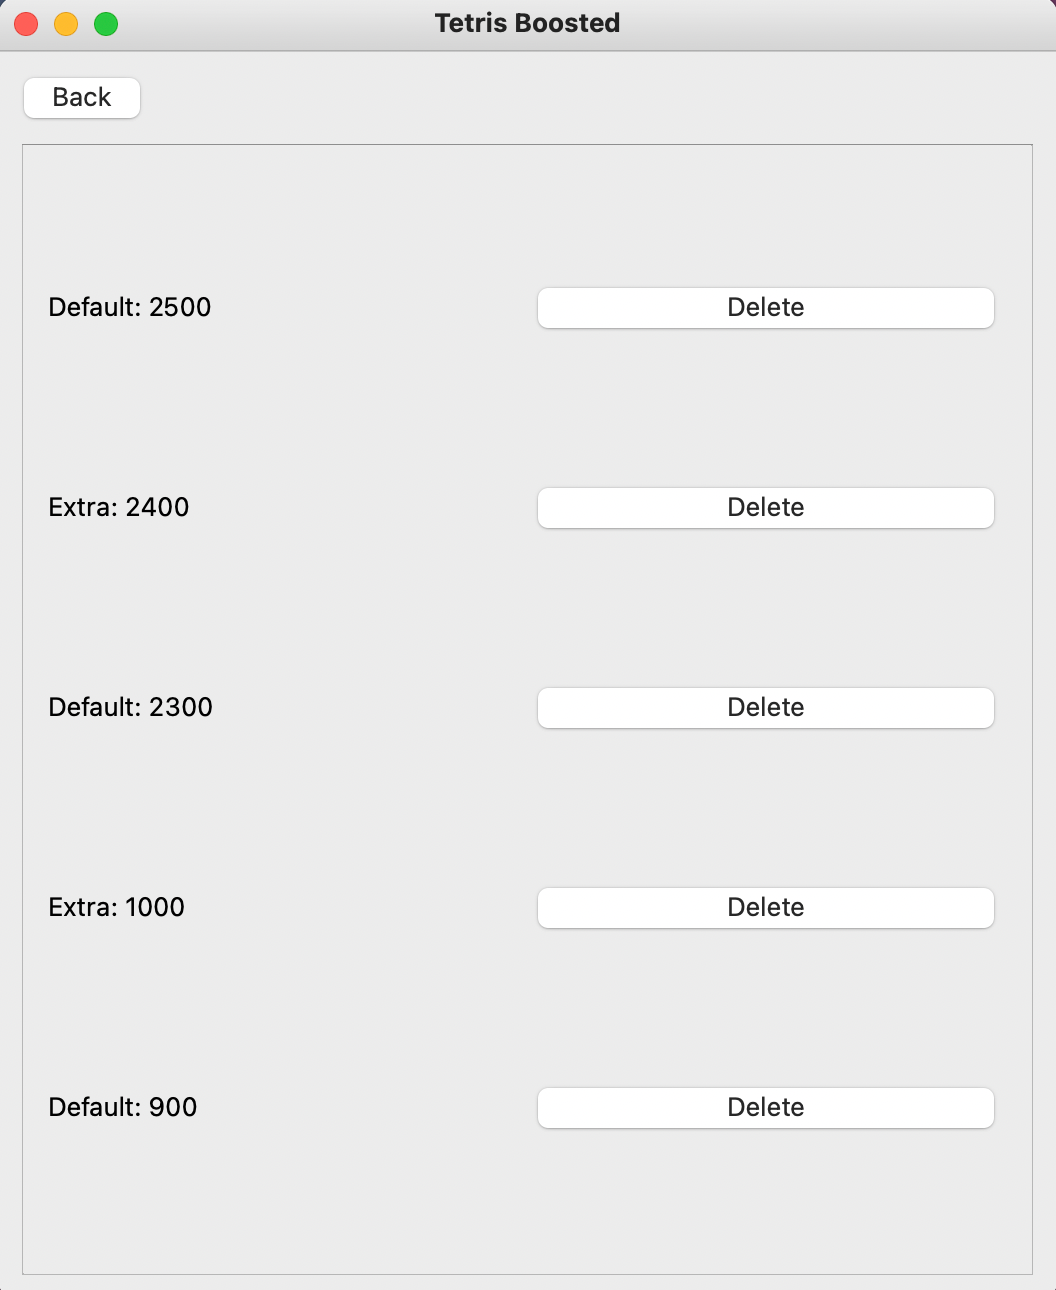 Tetris Boosted
Back
Default: 2500 Delete
Extra: 2400 Delete
Default: 2300 Delete
Extra: 1000 Delete
Default: 900 Delete